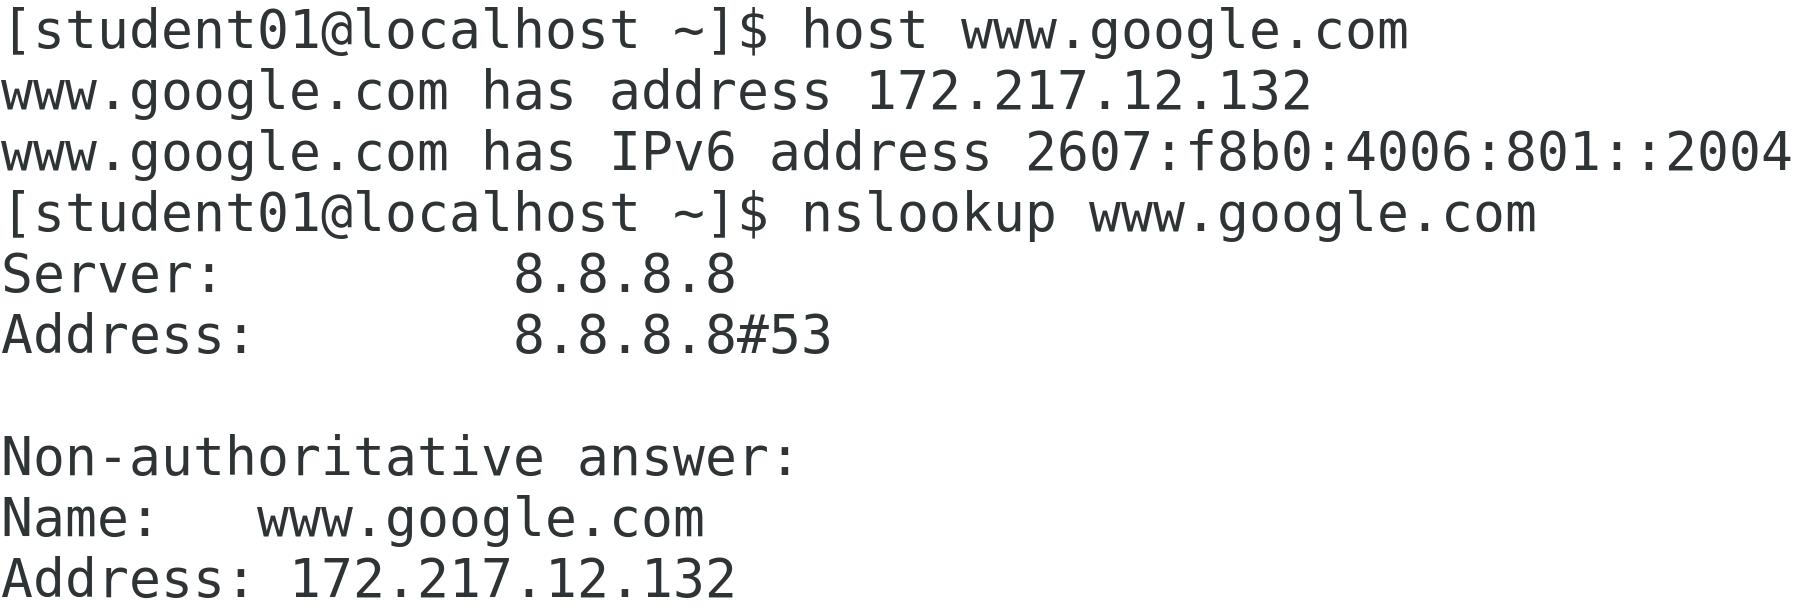 [student01@localhost ~]$ host www.google.com
www.google.com has address 172.217.12.132
www.google.com has IPv6 address 2607:f8b0:4006:801::2004
[student01@localhost ~]$ nslookup www.google.com
Server:         8.8.8.8
Address:        8.8.8.8#53

Non-authoritative answer:
Name:   www.google.com
Address: 172.217.12.132